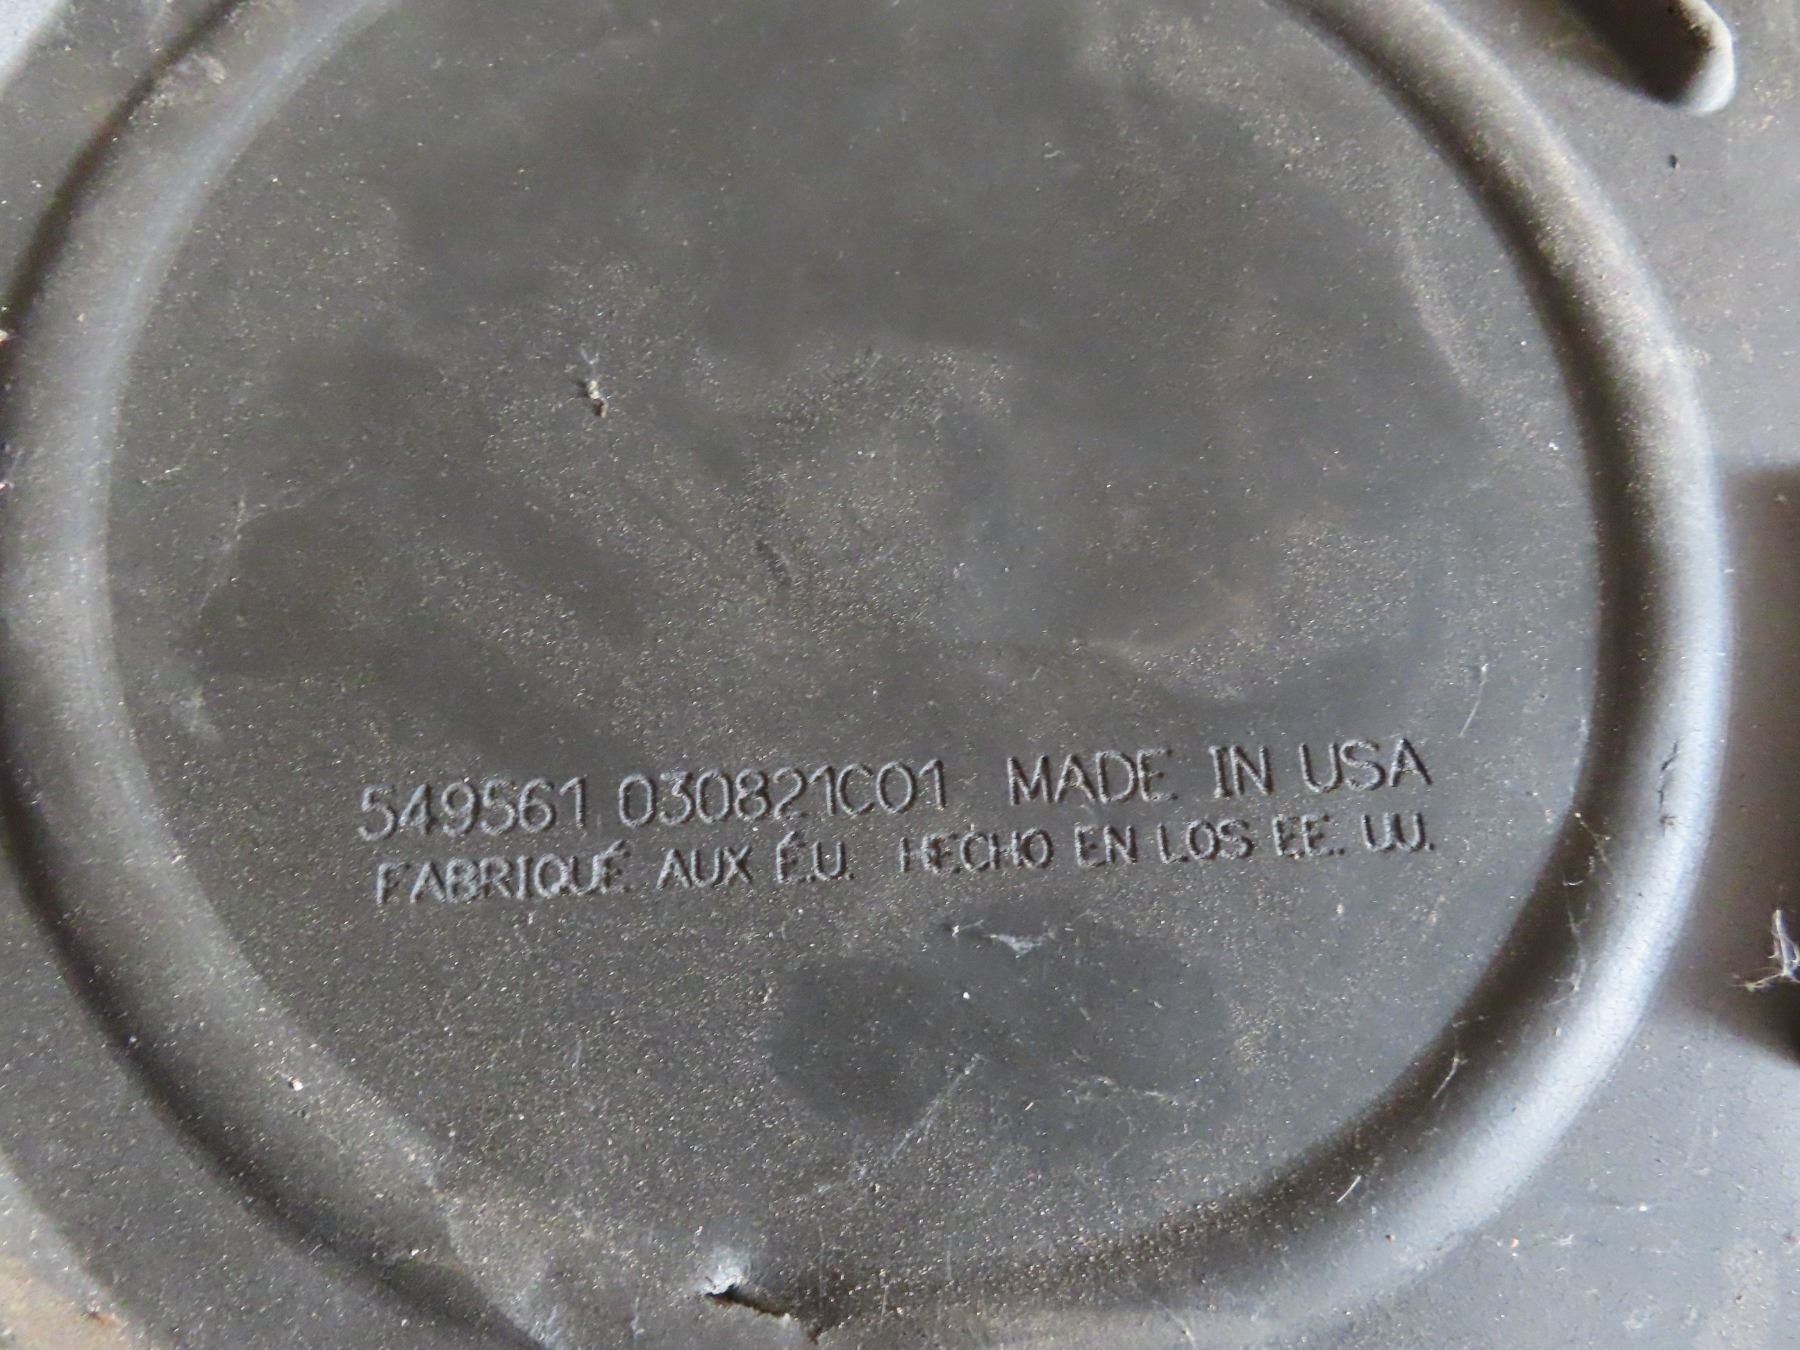 549561 030821C01 MADE IN USA
FABRIQUÉ AUX É.U. HECHO EN LOS EE. UU.